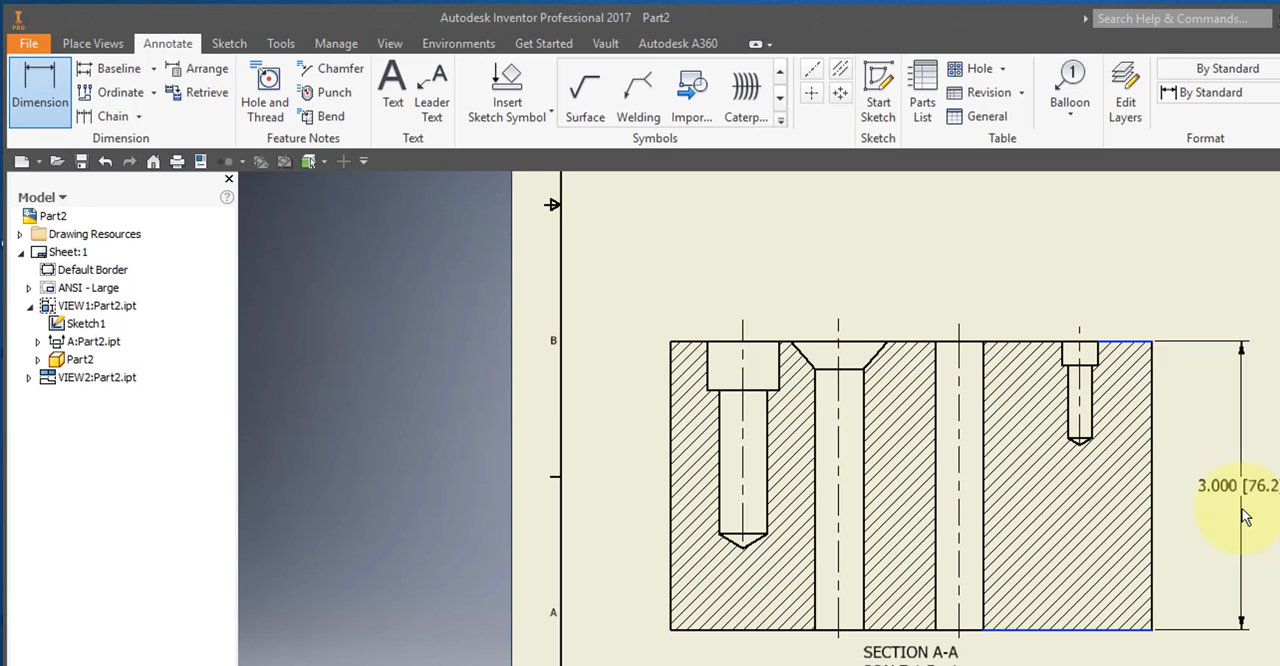 PRO
Autodesk Inventor Professional 2017 Part2
Search Help & Commands...
File Place Views Annotate Sketch Tools Manage View Environments Get Started Vault Autodesk A360
Dimension
Baseline
Ordinate
Chain
Arrange
Retrieve
Dimension
Hole and
Thread
Chamfer
Punch
Bend
Feature Notes
A
Text
A
Leader
Text
Text
Insert
Sketch Symbol
Surface
Welding
Impor...
Caterp...
Symbols
Start
Sketch
Sketch
Parts
List
Hole
Revision
General
Table
1
Balloon
Edit
Layers
By Standard
By Standard
Format
Model
Part2
Drawing Resources
Sheet:1
Default Border
ANSI - Large
VIEW1:Part2.ipt
Sketch1
A:Part2.ipt
Part2
VIEW2:Part2.ipt
B
A
3.000 [76.2
SECTION A-A